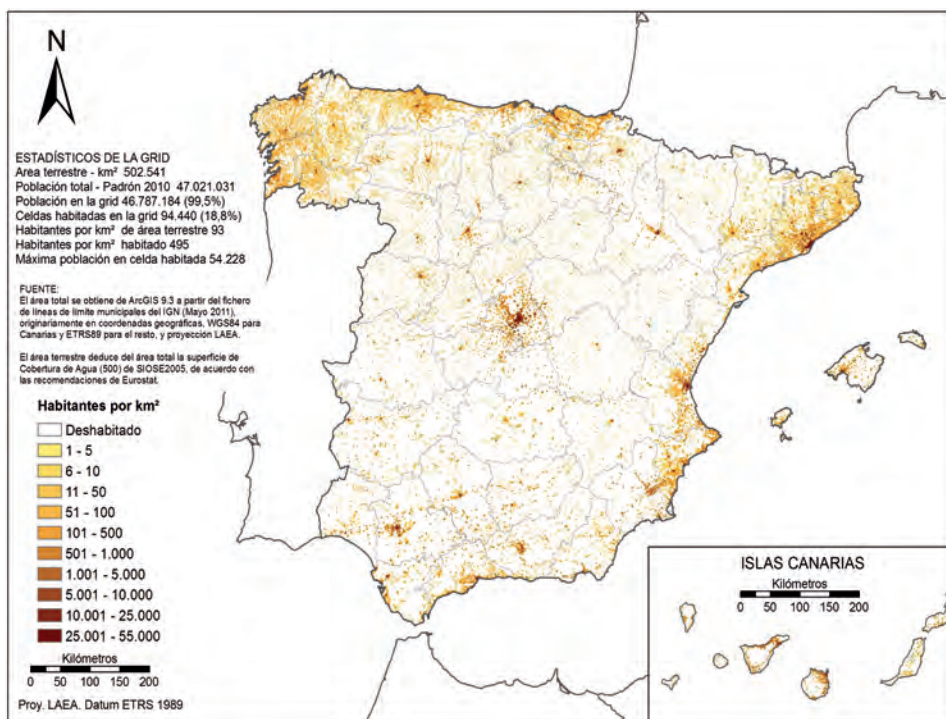 N
ESTADÍSTICOS DE LA GRID
Area terrestre - km² 502.541
Población total - Padrón 2010 47.021.031
Población en la grid 46.787.184 (99,5%)
Celdas habitadas en la grid 94.440 (18,8%)
Habitantes por km² de área terrestre 93
Habitantes por km² habitado 495
Máxima población en celda habitada 54.228
FUENTE:
El área total se obtiene de ArcGIS 9.3 a partir del fichero
de líneas de límite municipales del IGN (Mayo 2011),
originariamente en coordenadas geográficas, WGS84 para
Canarias y ETRS89 para el resto, y proyección LAEA.
El área terrestre deduce del área total la superficie de
Cobertura de Agua (500) de SIOSE2005, de acuerdo con
las recomendaciones de Eurostat.
Habitantes por km²
Deshabitado
1 - 5
6 - 10
11 - 50
51 - 100
101 - 500
501 - 1.000
1.001 - 5.000
5.001 - 10.000
10.001 - 25.000
25.001 - 55.000
Kilómetros
0 50 100 150 200
Proy. LAEA. Datum ETRS 1989
ISLAS CANARIAS
Kilómetros
0 50 100 150 200